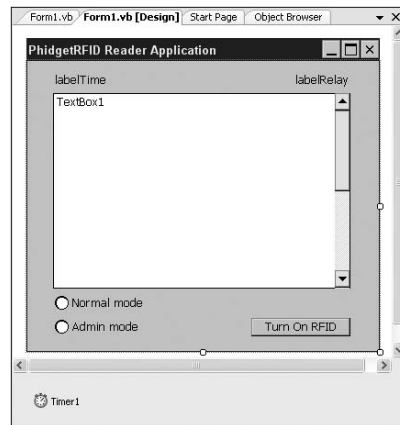 Form1.vb Form1.vb [Design] Start Page Object Browser
PhidgetRFID Reader Application
labelTime labelRelay
TextBox1
Normal mode
Admin mode Turn On RFID
Timer1